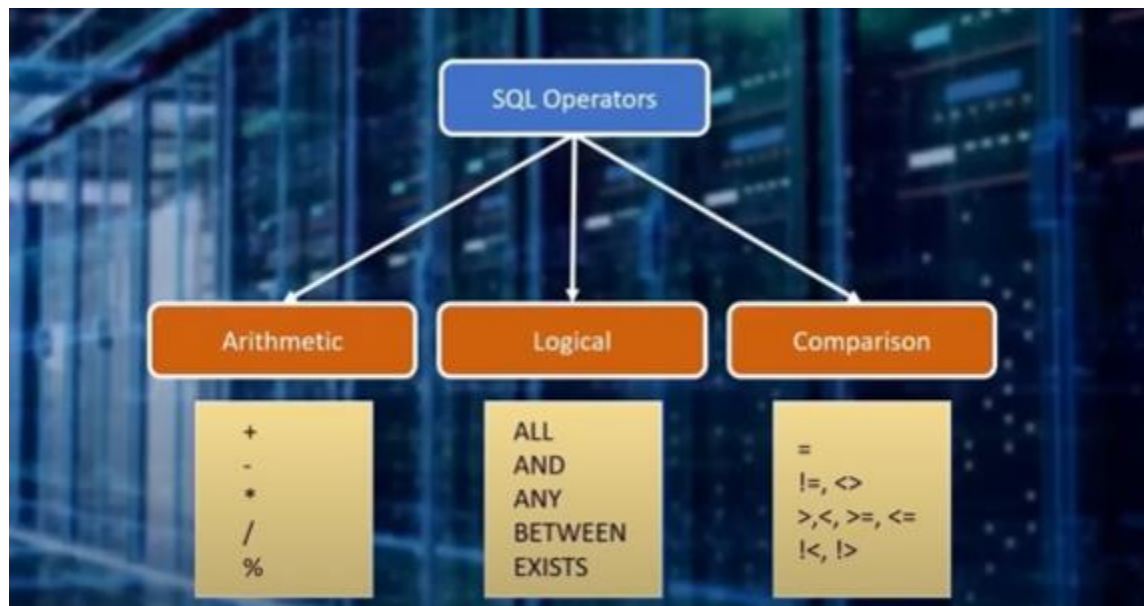 SQL Operators
Arithmetic
Logical
Comparison
+
-
*
/
%
ALL
AND
ANY
BETWEEN
EXISTS
=
!=, <>
>,<, >=, <=
!<, !>